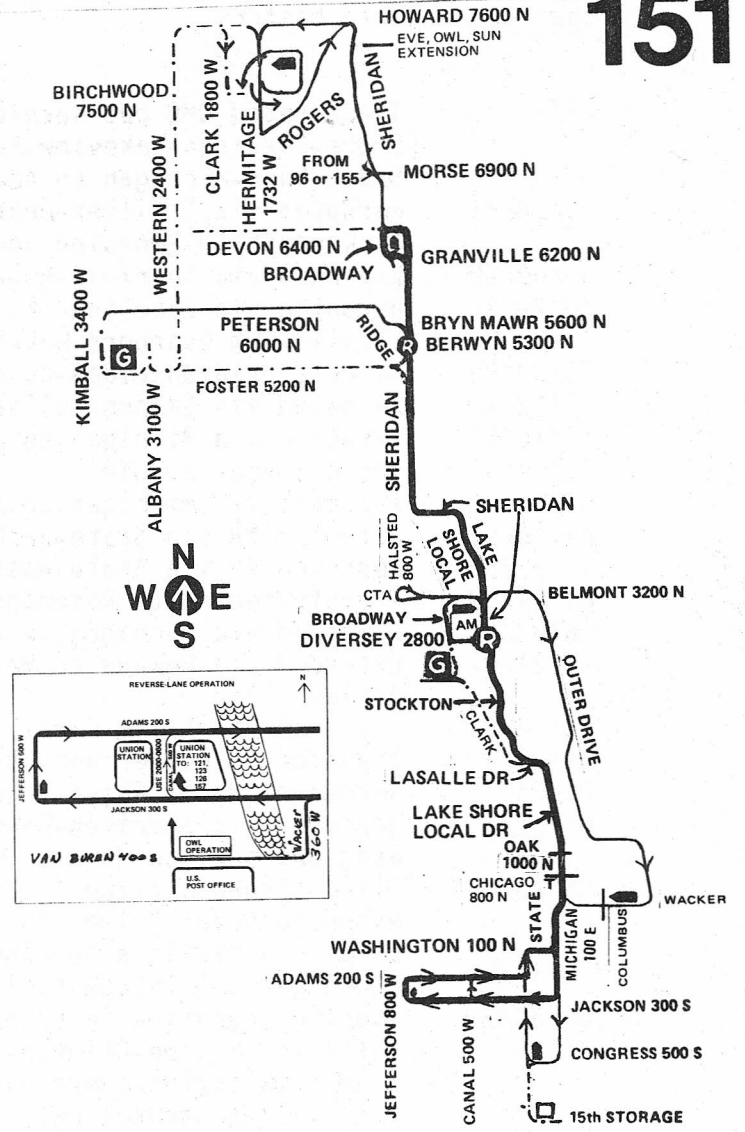 151
HOWARD 7600 N
EVE, OWL, SUN
EXTENSION
BIRCHWOOD
7500 N
CLARK 1800 W
HERMITAGE
1732 W
ROGERS
SHERIDAN
FROM
96 or 155
MORSE 6900 N
WESTERN 2400 W
DEVON 6400 N
BROADWAY
GRANVILLE 6200 N
KIMBALL 3400 W
G
PETERSON
6000 N
RIDGE
BRYN MAWR 5600 N
R
BERWYN 5300 N
FOSTER 5200 N
ALBANY 3100 W
SHERIDAN
SHERIDAN
HALSTED
800 W
CTA
LAKE
SHORE
LOCAL
BELMONT 3200 N
BROADWAY
AM
DIVERSEY 2800
R
G
N
W E
S
OUTER DRIVE
STOCKTON
CLARK
LASALLE DR
LAKE SHORE
LOCAL DR
OAK
1000 N
CHICAGO
800 N
STATE
MICHIGAN
100 E
COLUMBUS
WACKER
WASHINGTON 100 N
ADAMS 200 S
JEFFERSON 800 W
CANAL 500 W
JACKSON 300 S
CONGRESS 500 S
15th STORAGE
REVERSE-LANE OPERATION
N
ADAMS 200 S
JEFFERSON 600 W
UNION
STATION
USE 2000-0600
CANAL 500 W
UNION
STATION
TO: 121,
123
126
157
JACKSON 300 S
OWL
OPERATION
WACKER
360 W
VAN BUREN 400 S
U.S.
POST OFFICE